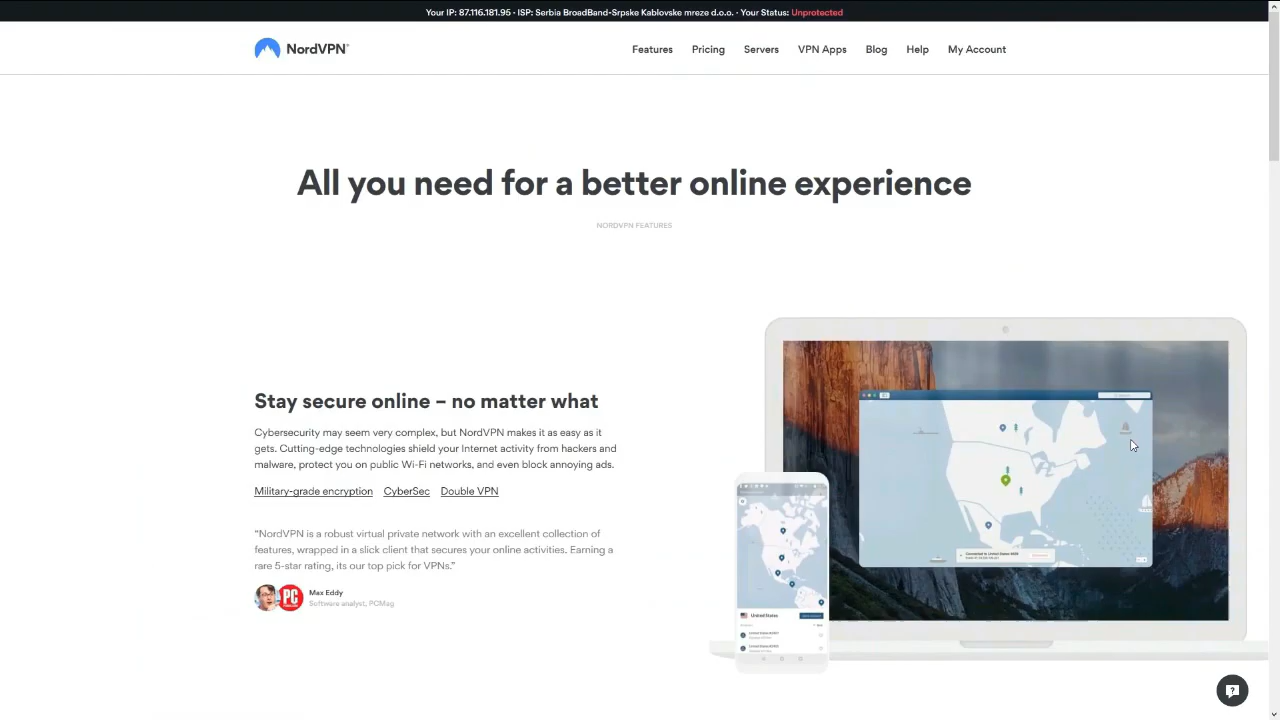 Your IP: 87.116.181.95 · ISP: Serbia BroadBand-Srpske Kablovske mreze d.o.o. · Your Status: Unprotected
NordVPN®
Features
Pricing
Servers
VPN Apps
Blog
Help
My Account
All you need for a better online experience
NORDVPN FEATURES
Stay secure online – no matter what
Cybersecurity may seem very complex, but NordVPN makes it as easy as it
gets. Cutting-edge technologies shield your Internet activity from hackers and
malware, protect you on public Wi-Fi networks, and even block annoying ads.
Military-grade encryption CyberSec Double VPN
“NordVPN is a robust virtual private network with an excellent collection of
features, wrapped in a slick client that secures your online activities. Earning a
rare 5-star rating, its our top pick for VPNs.”
PC
Max Eddy
Software analyst, PCMag
United States